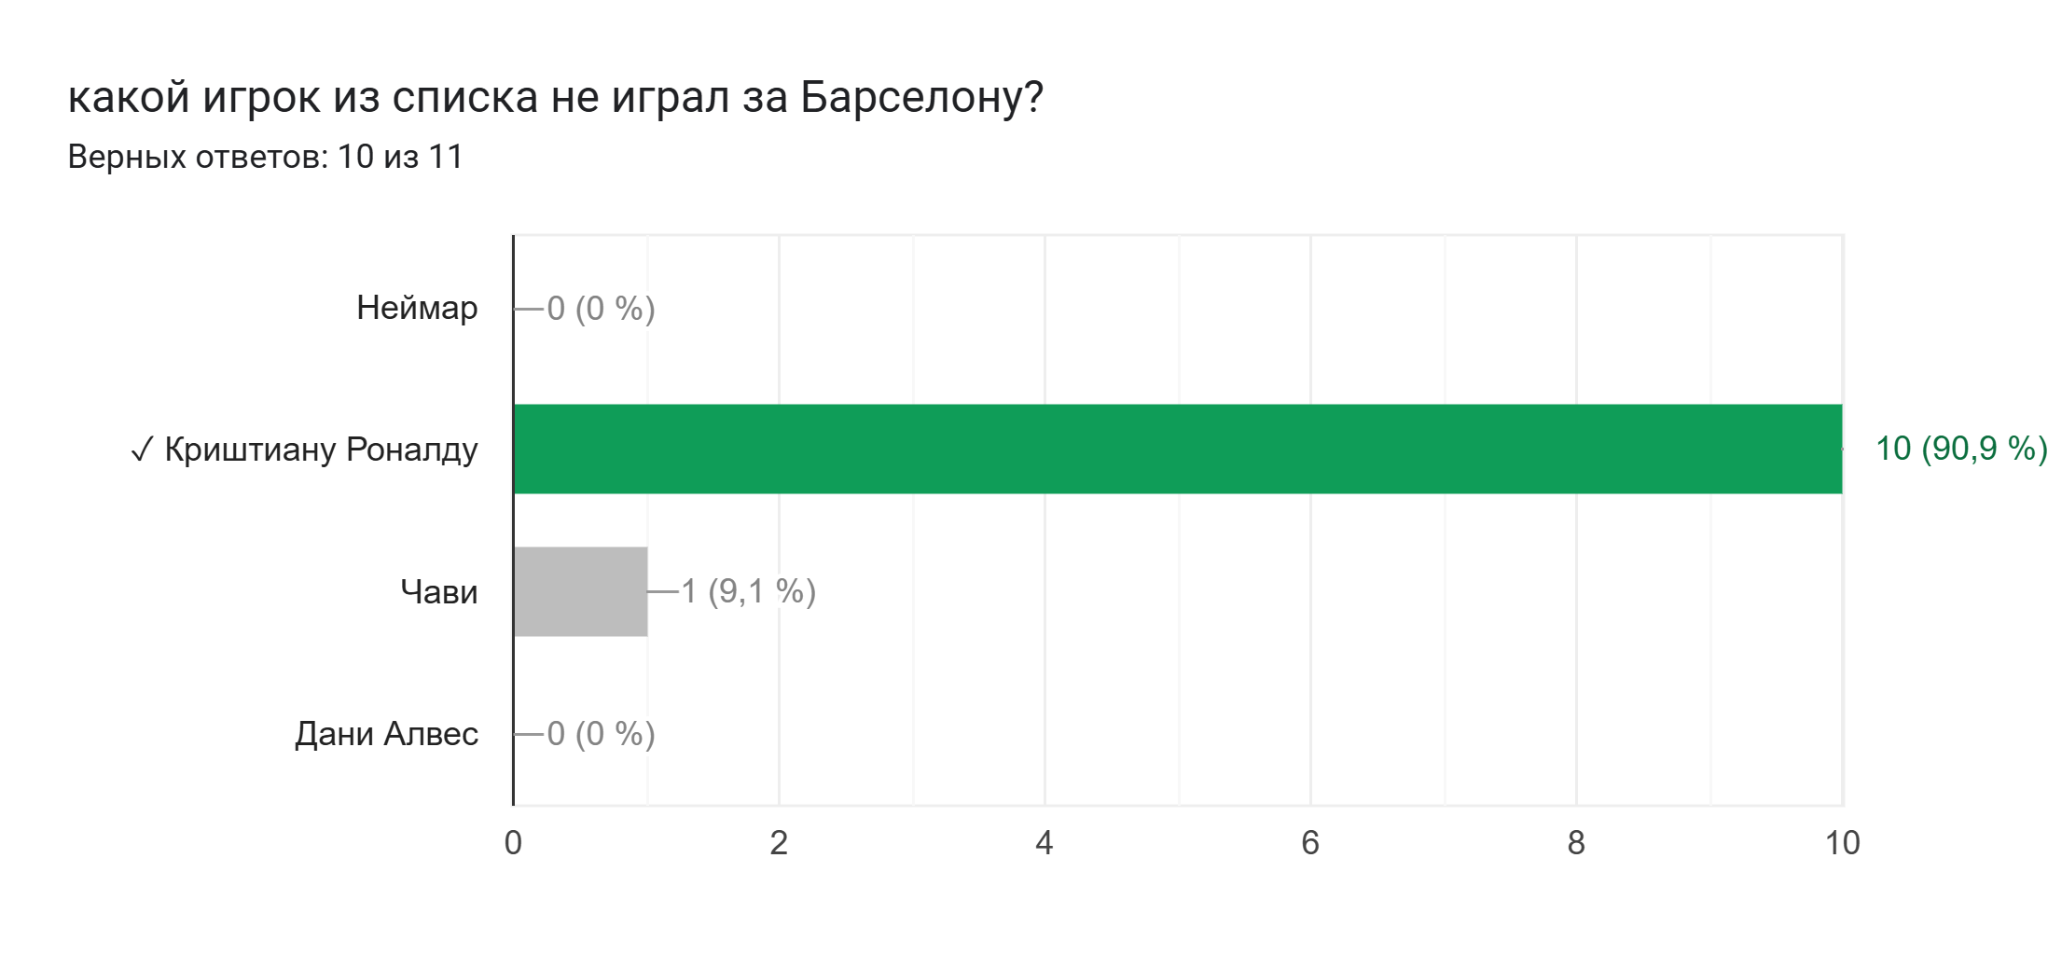 какой игрок из списка не играл за Барселону?
Верных ответов: 10 из 11
Неймар 0 (0 %)
✓ Криштиану Роналду 10 (90,9 %)
Чави 1 (9,1 %)
Дани Алвес 0 (0 %)
0 2 4 6 8 10